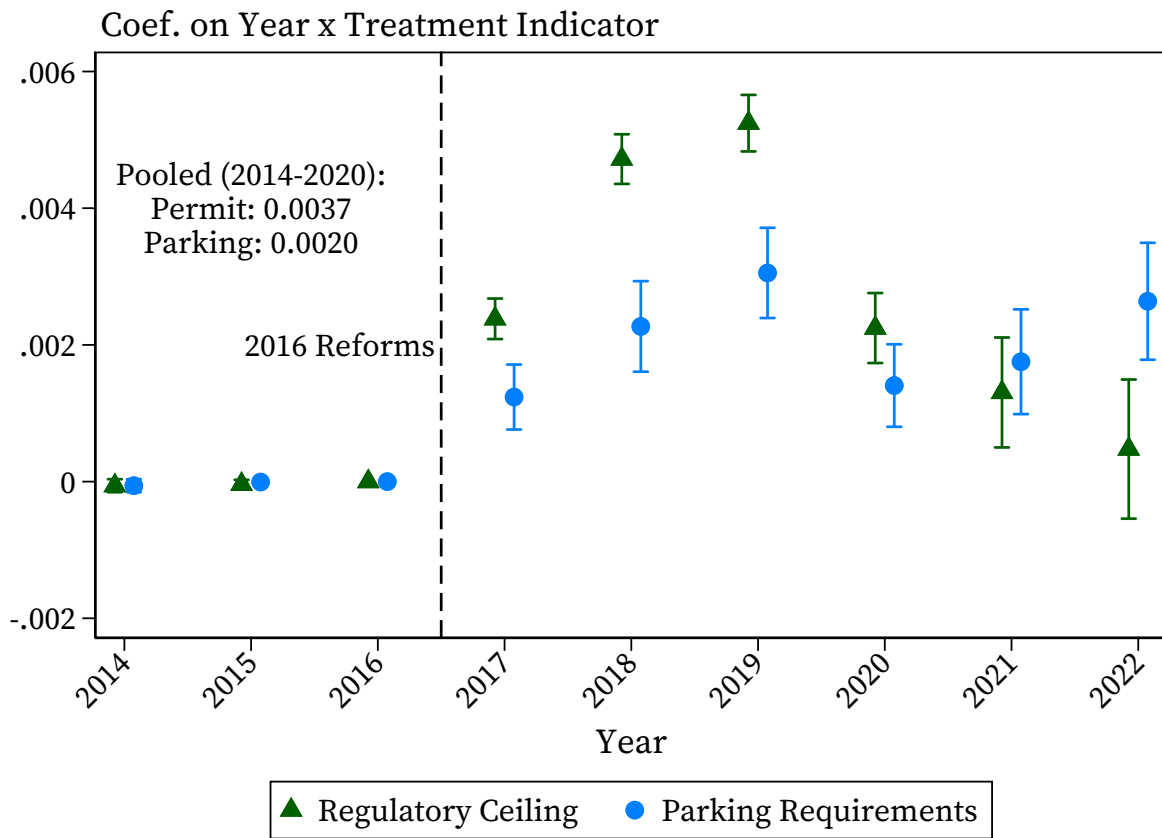 Coef. on Year x Treatment Indicator
.006
.004
.002
0
-.002
Pooled (2014-2020):
Permit: 0.0037
Parking: 0.0020
2016 Reforms
2014
2015
2016
2017
2018
2019
2020
2021
2022
Year
Regulatory Ceiling
Parking Requirements